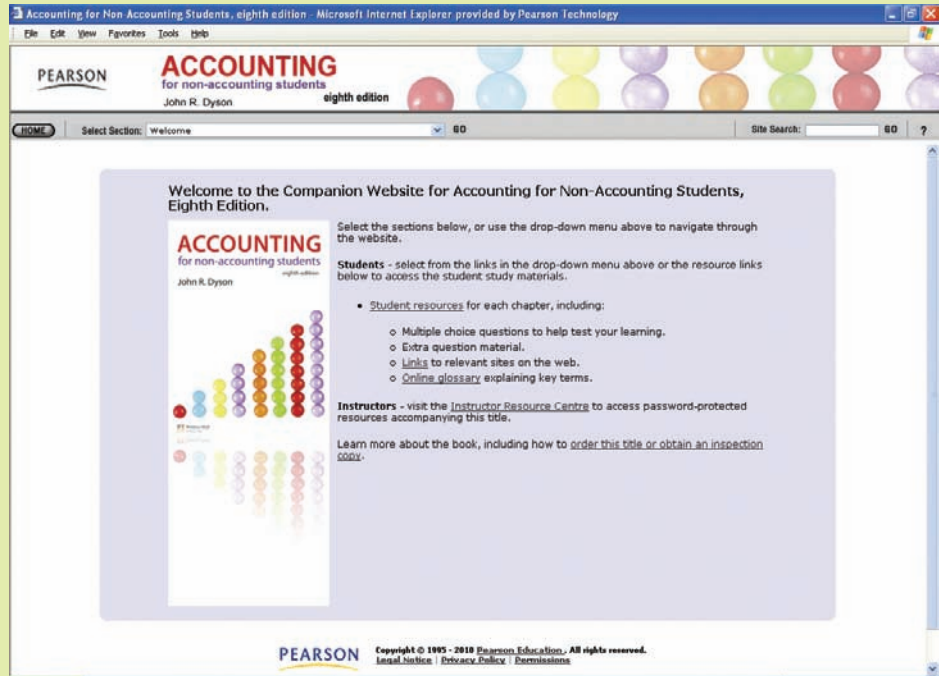 Accounting for Non-Accounting Students, eighth edition - Microsoft Internet Explorer provided by Pearson Technology
File Edit View Favorites Tools Help
PEARSON
ACCOUNTING
for non-accounting students
John R. Dyson
eighth edition
HOME
Select Section: Welcome
GO
Site Search:
GO
?
Welcome to the Companion Website for Accounting for Non-Accounting Students,
Eighth Edition.
ACCOUNTING
for non-accounting students
eighth edition
John R. Dyson
Select the sections below, or use the drop-down menu above to navigate through
the website.
Students - select from the links in the drop-down menu above or the resource links
below to access the student study materials.
• Student resources for each chapter, including:
o Multiple choice questions to help test your learning.
o Extra question material.
o Links to relevant sites on the web.
o Online glossary explaining key terms.
Instructors - visit the Instructor Resource Centre to access password-protected
resources accompanying this title.
Learn more about the book, including how to order this title or obtain an inspection
copy.
PEARSON
Copyright © 1995 - 2010 Pearson Education . All rights reserved.
Legal Notice | Privacy Policy | Permissions